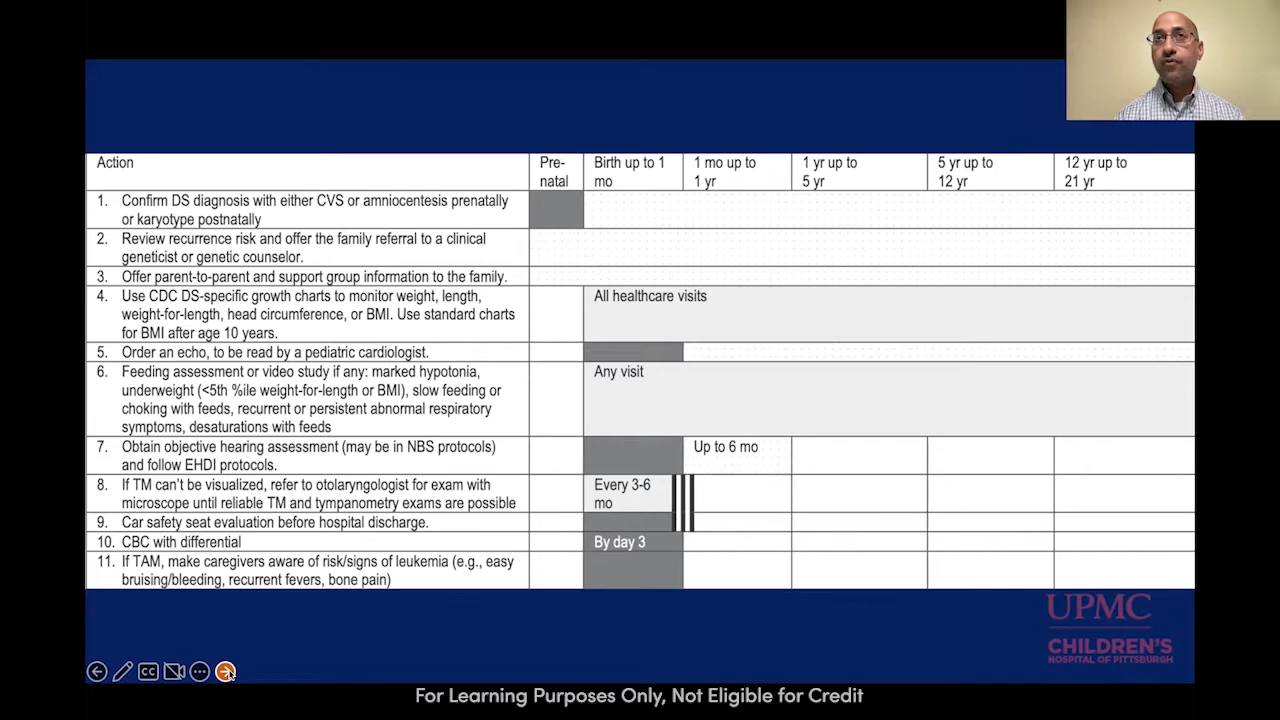 Action
Pre-
natal
Birth up to 1
mo
1 mo up to
1 yr
1 yr up to
5 yr
5 yr up to
12 yr
12 yr up to
21 yr
1. Confirm DS diagnosis with either CVS or amniocentesis prenatally
or karyotype postnatally
2. Review recurrence risk and offer the family referral to a clinical
geneticist or genetic counselor.
3. Offer parent-to-parent and support group information to the family.
4. Use CDC DS-specific growth charts to monitor weight, length,
weight-for-length, head circumference, or BMI. Use standard charts
for BMI after age 10 years.
All healthcare visits
5. Order an echo, to be read by a pediatric cardiologist.
6. Feeding assessment or video study if any: marked hypotonia,
underweight (<5th %ile weight-for-length or BMI), slow feeding or
choking with feeds, recurrent or persistent abnormal respiratory
symptoms, desaturations with feeds
Any visit
7. Obtain objective hearing assessment (may be in NBS protocols)
and follow EHDI protocols.
Up to 6 mo
8. If TM can't be visualized, refer to otolaryngologist for exam with
microscope until reliable TM and tympanometry exams are possible
Every 3-6
mo
9. Car safety seat evaluation before hospital discharge.
10. CBC with differential
By day 3
11. If TAM, make caregivers aware of risk/signs of leukemia (e.g., easy
bruising/bleeding, recurrent fevers, bone pain)
UPMC
CHILDREN'S
HOSPITAL OF PITTSBURGH
CC
For Learning Purposes Only, Not Eligible for Credit